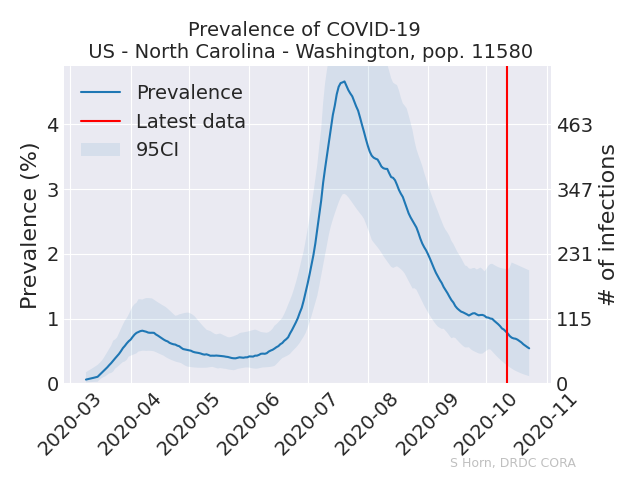 Prevalence of COVID-19
US - North Carolina - Washington, pop. 11580
Prevalence
Latest data
95CI
Prevalence (%)
4
3
2
1
0
463
347
231
115
0
# of infections
2020-03
2020-04
2020-05
2020-06
2020-07
2020-08
2020-09
2020-10
2020-11
S Horn, DRDC CORA